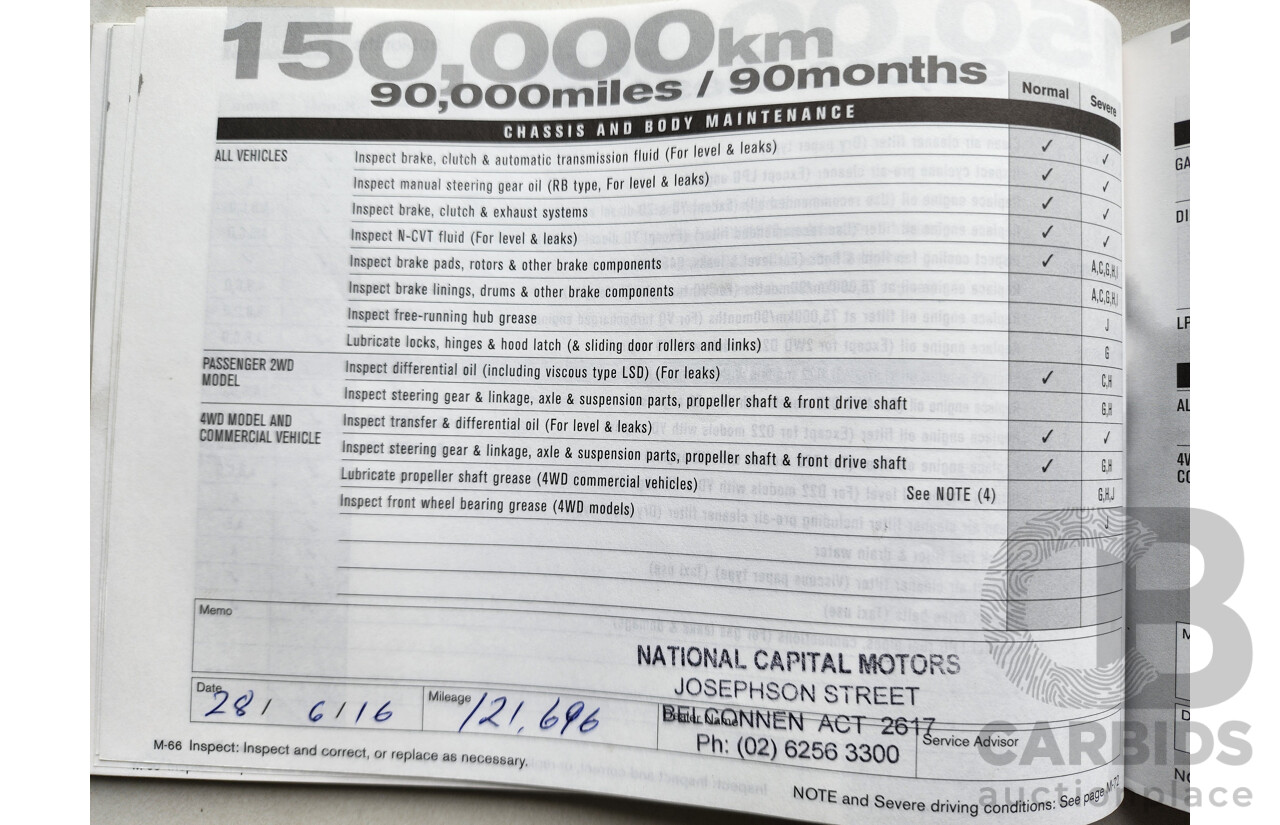 150,000km
90,000miles / 90months
Normal Severe
CHASSIS AND BODY MAINTENANCE
ALL VEHICLES Inspect brake, clutch & automatic transmission fluid (For level & leaks) ✓ ✓
Inspect manual steering gear oil (RB type, For level & leaks) ✓ ✓
Inspect brake, clutch & exhaust systems ✓ ✓
Inspect N-CVT fluid (For level & leaks) ✓ ✓
Inspect brake pads, rotors & other brake components ✓ A,C,G,H,I
Inspect brake linings, drums & other brake components A,C,G,H,I
Inspect free-running hub grease J
Lubricate locks, hinges & hood latch (& sliding door rollers and links) G
PASSENGER 2WD
MODEL
Inspect differential oil (including viscous type LSD) (For leaks) ✓ C,H
Inspect steering gear & linkage, axle & suspension parts, propeller shaft & front drive shaft G,H
4WD MODEL AND
COMMERCIAL VEHICLE
Inspect transfer & differential oil (For level & leaks) ✓ ✓
Inspect steering gear & linkage, axle & suspension parts, propeller shaft & front drive shaft ✓ G,H
Lubricate propeller shaft grease (4WD commercial vehicles) See NOTE (4) G,H,J
Inspect front wheel bearing grease (4WD models) J
Memo
NATIONAL CAPITAL MOTORS
JOSEPHSON STREET
BELCONNEN ACT 2617
Ph: (02) 6256 3300
Date 28/ 6/16
Mileage 121,696
Service Advisor
M-66 Inspect: Inspect and correct, or replace as necessary.
NOTE and Severe driving conditions: See page M-72
CB
CARBIDS
auction place